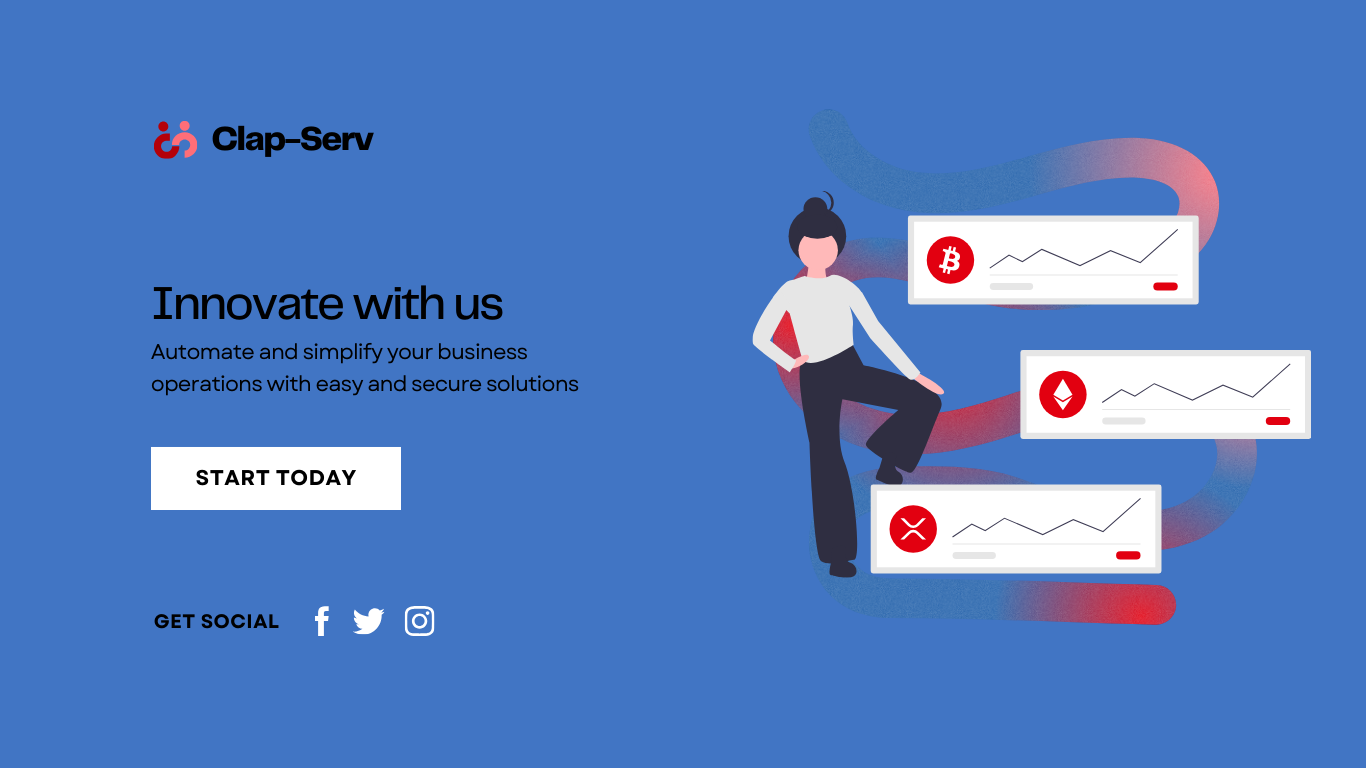 Clap-Serv
Innovate with us
Automate and simplify your business
operations with easy and secure solutions
START TODAY
GET SOCIAL